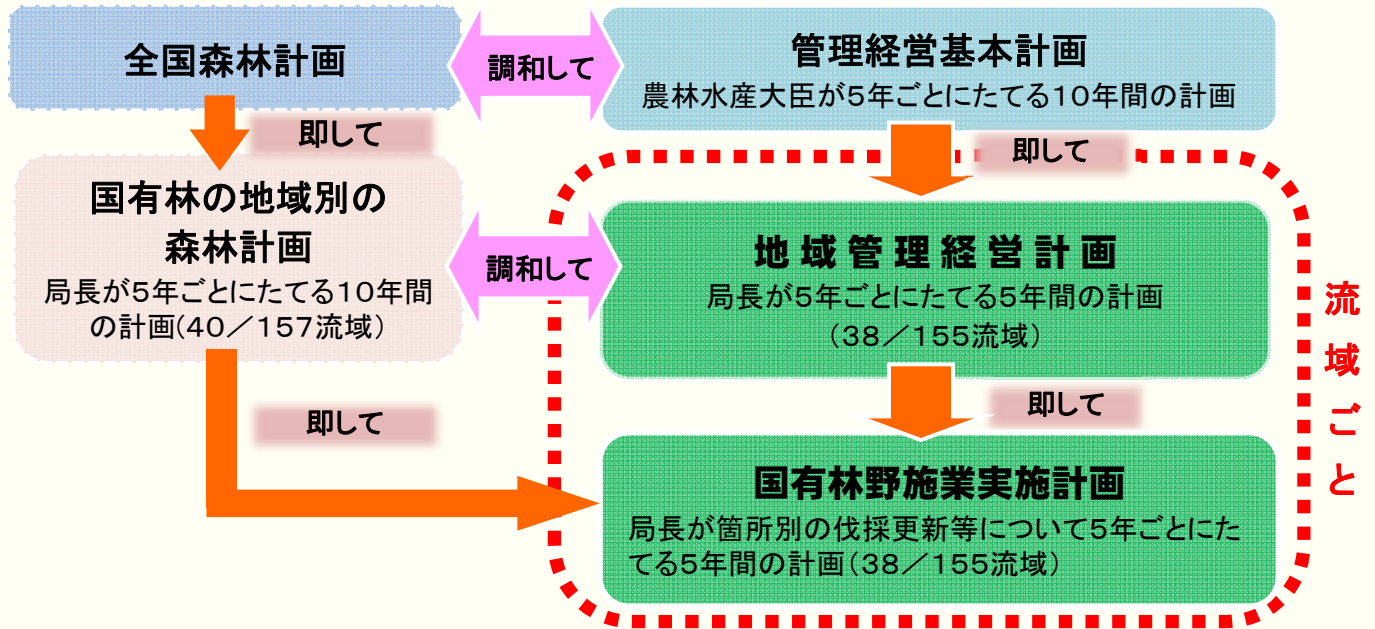 全国森林計画
調和して
管理経営基本計画
農林水産大臣が5年ごとにたてる10年間の計画
即して
即して
国有林の地域別の
森林計画
局長が5年ごとにたてる10年間
の計画(40／157流域)
調和して
地域管理経営計画
局長が5年ごとにたてる5年間の計画
(38／155流域)
流域ごと
即して
即して
国有林野施業実施計画
局長が箇所別の伐採更新等について5年ごとにた
てる5年間の計画(38／155流域)